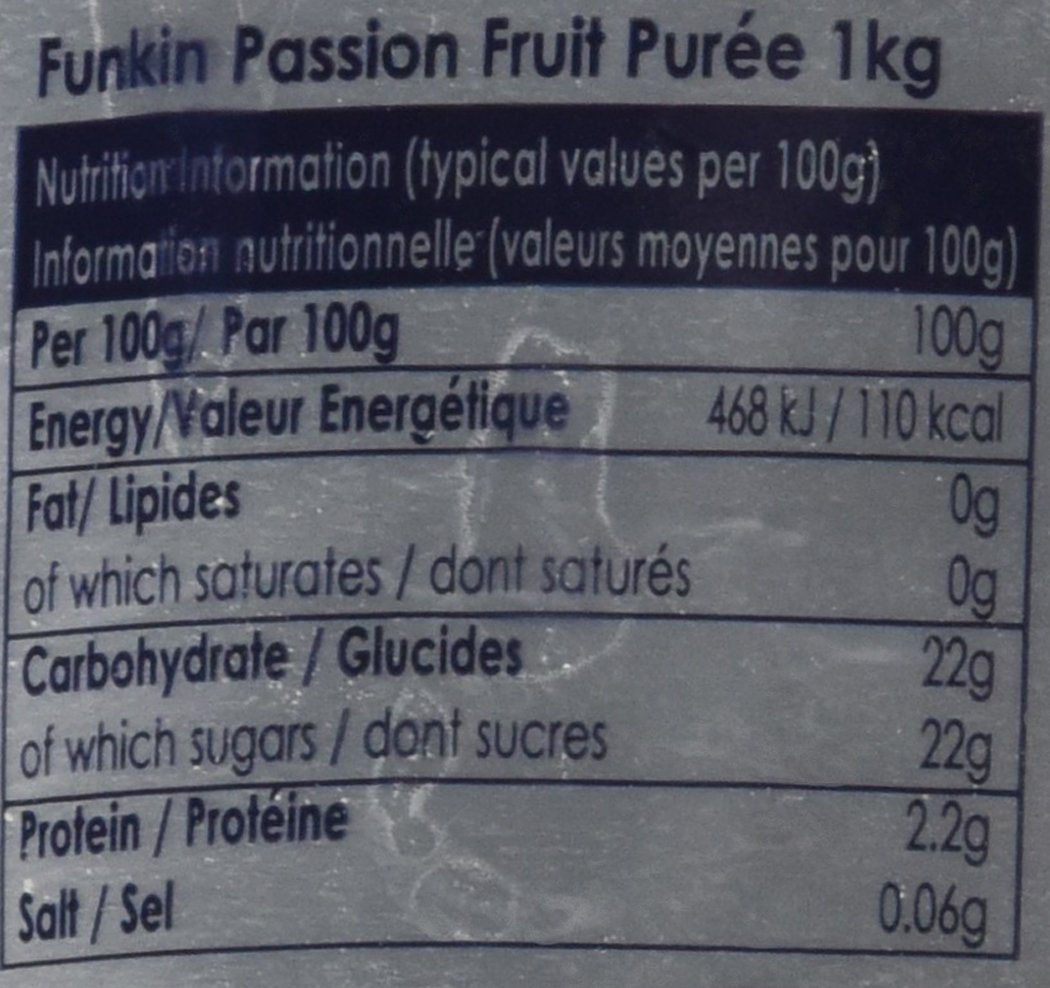 Funkin Passion Fruit Purée 1kg
Nutrition Information (typical values per 100g)
Information nutritionnelle (valeurs moyennes pour 100g)
Per 100g/ Par 100g 100g
Energy/Valeur Energétique 468 kJ / 110 kcal
Fat/ Lipides 0g
of which saturates / dont saturés 0g
Carbohydrate / Glucides 22g
of which sugars / dont sucres 22g
Protein / Protéine 2.2g
Salt / Sel 0.06g